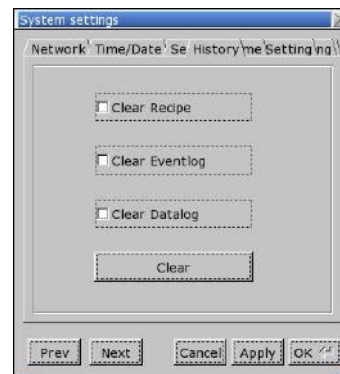 System settings
Network Time/Date Se History me Setting ng
Clear Recipe
Clear Eventlog
Clear Datalog
Clear
Prev Next Cancel Apply OK